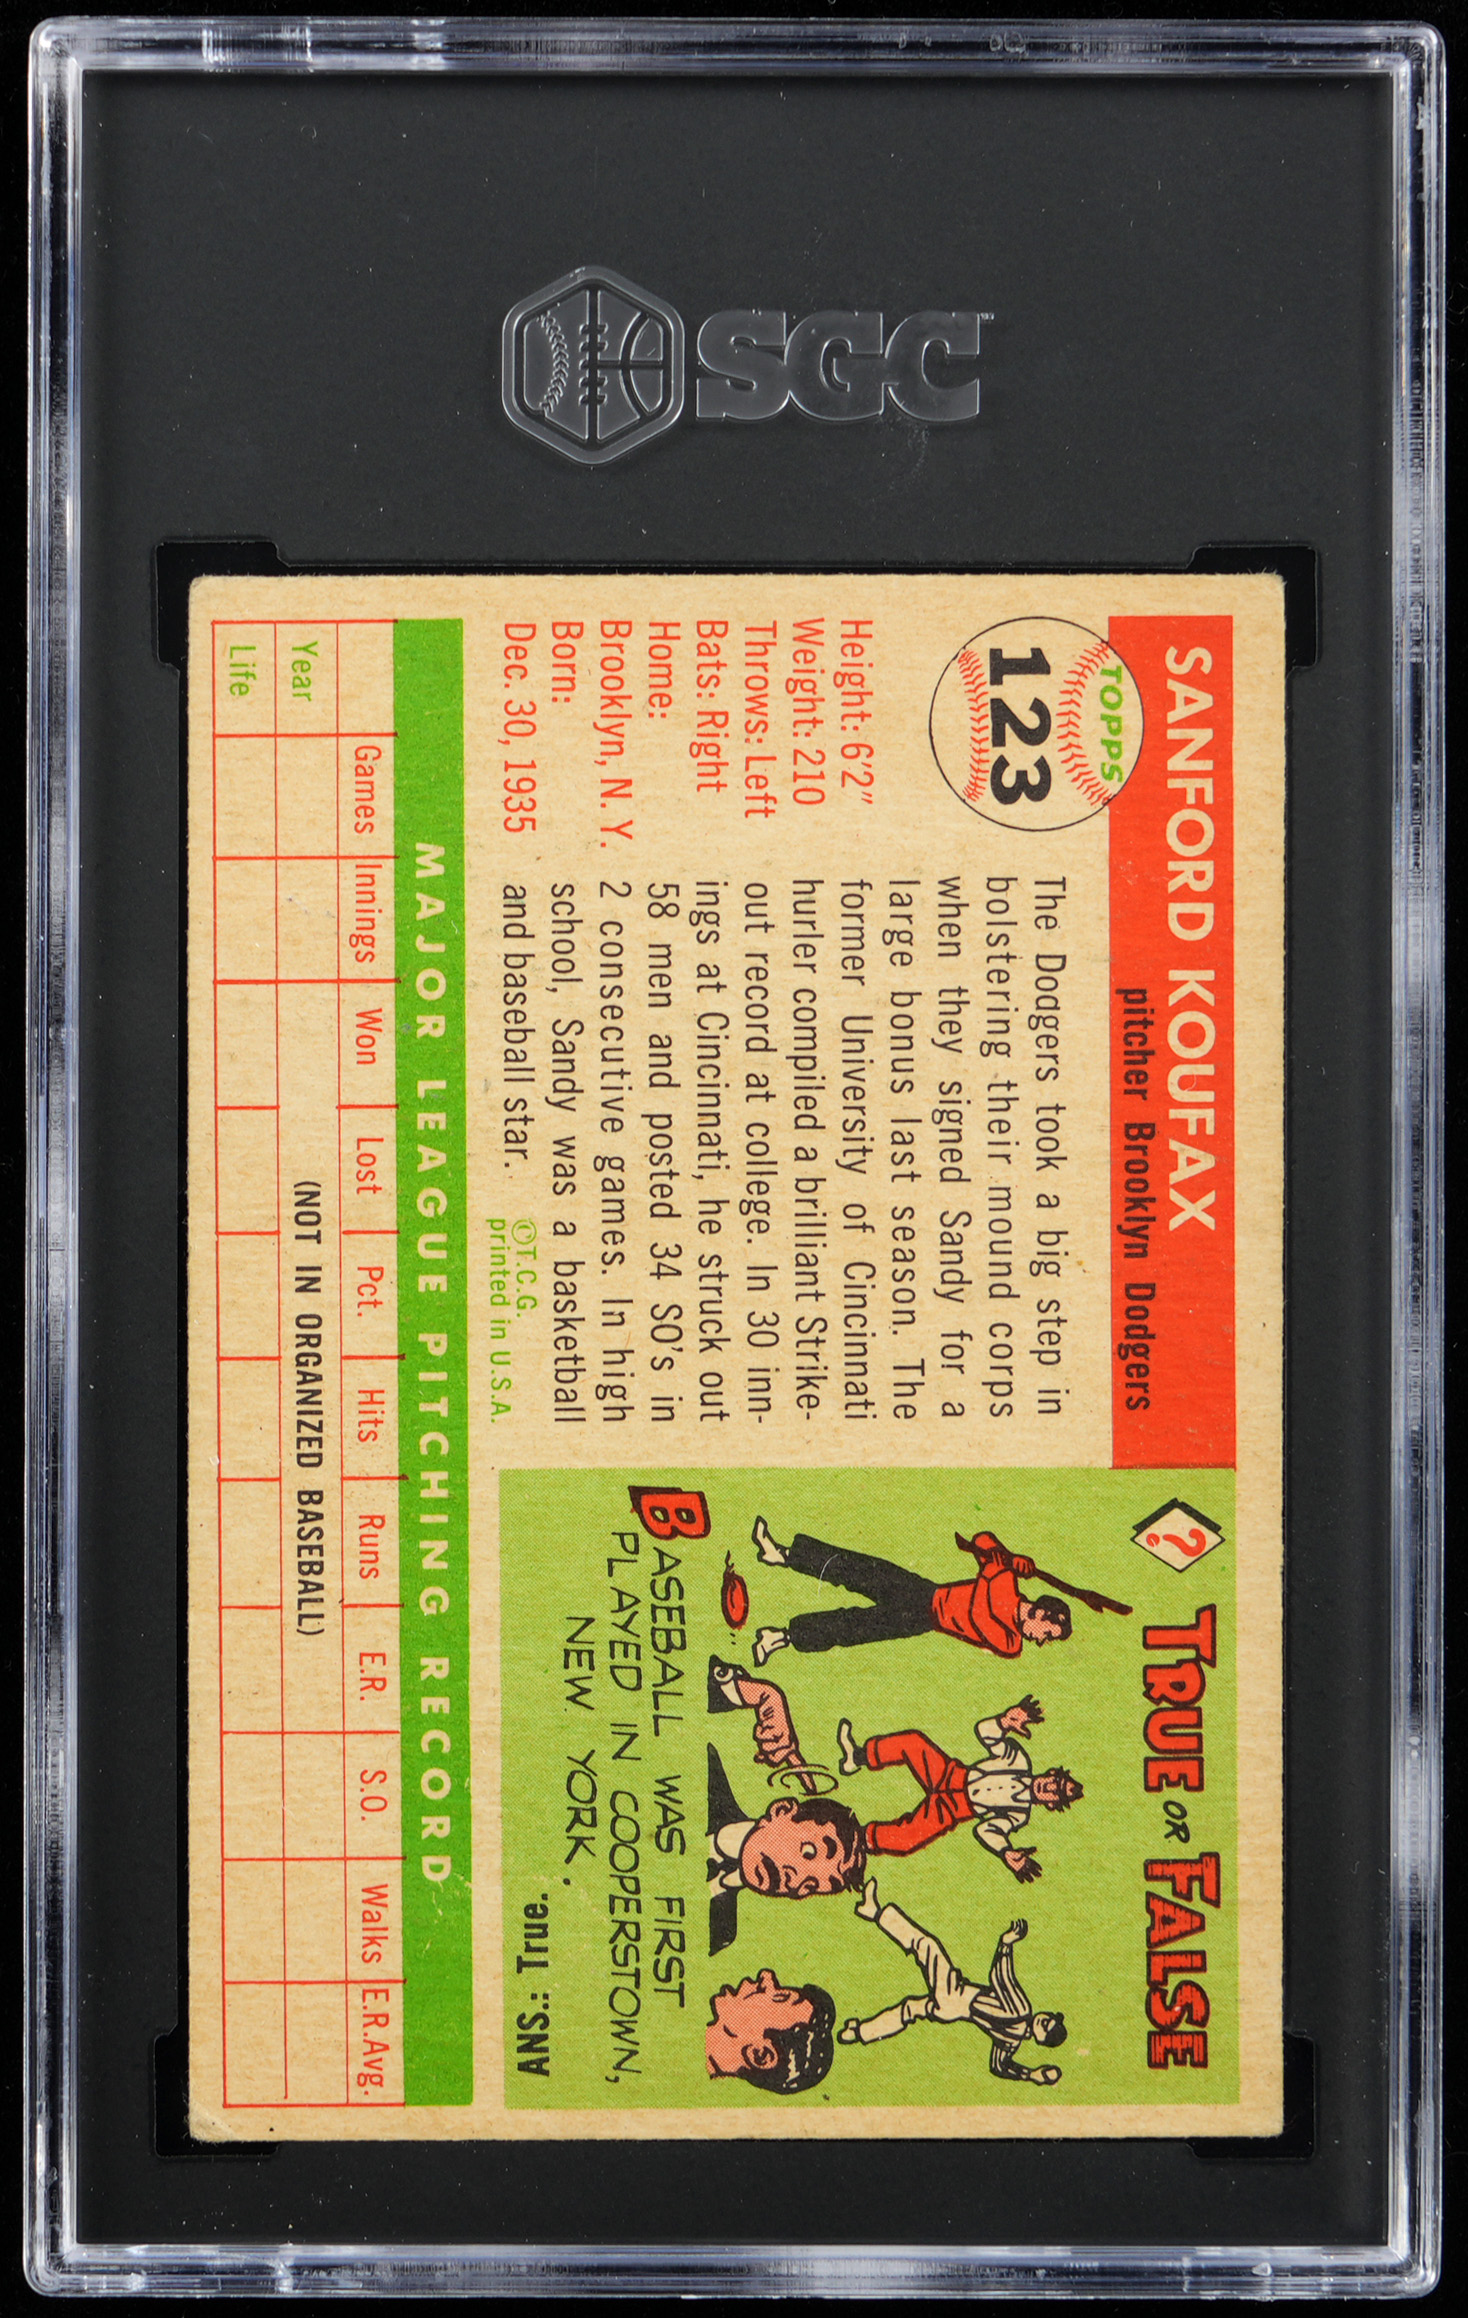 SGC
SANFORD KOUFAX
pitcher Brooklyn Dodgers
TOPPS
123
Height: 6'2"
Weight: 210
Throws: Left
Bats: Right
Home:
Brooklyn, N. Y.
Born:
Dec. 30, 1935
The Dodgers took a big step in
bolstering their mound corps
when they signed Sandy for a
large bonus last season. The
former University of Cincinnati
hurler compiled a brilliant Strike-
out record at college. In 30 inn-
ings at Cincinnati, he struck out
58 men and posted 34 SO's in
2 consecutive games. In high
school, Sandy was a basketball
and baseball star.
©T.C.G.
printed in U.S.A.
?
TRUE OR FALSE
BASEBALL WAS FIRST
PLAYED IN COOPERSTOWN,
NEW YORK.
ANS.: True.
MAJOR LEAGUE PITCHING RECORD
Games Innings Won Lost Pct. Hits Runs E.R. S.O. Walks E.R.Avg.
Year (NOT IN ORGANIZED BASEBALL)
Life